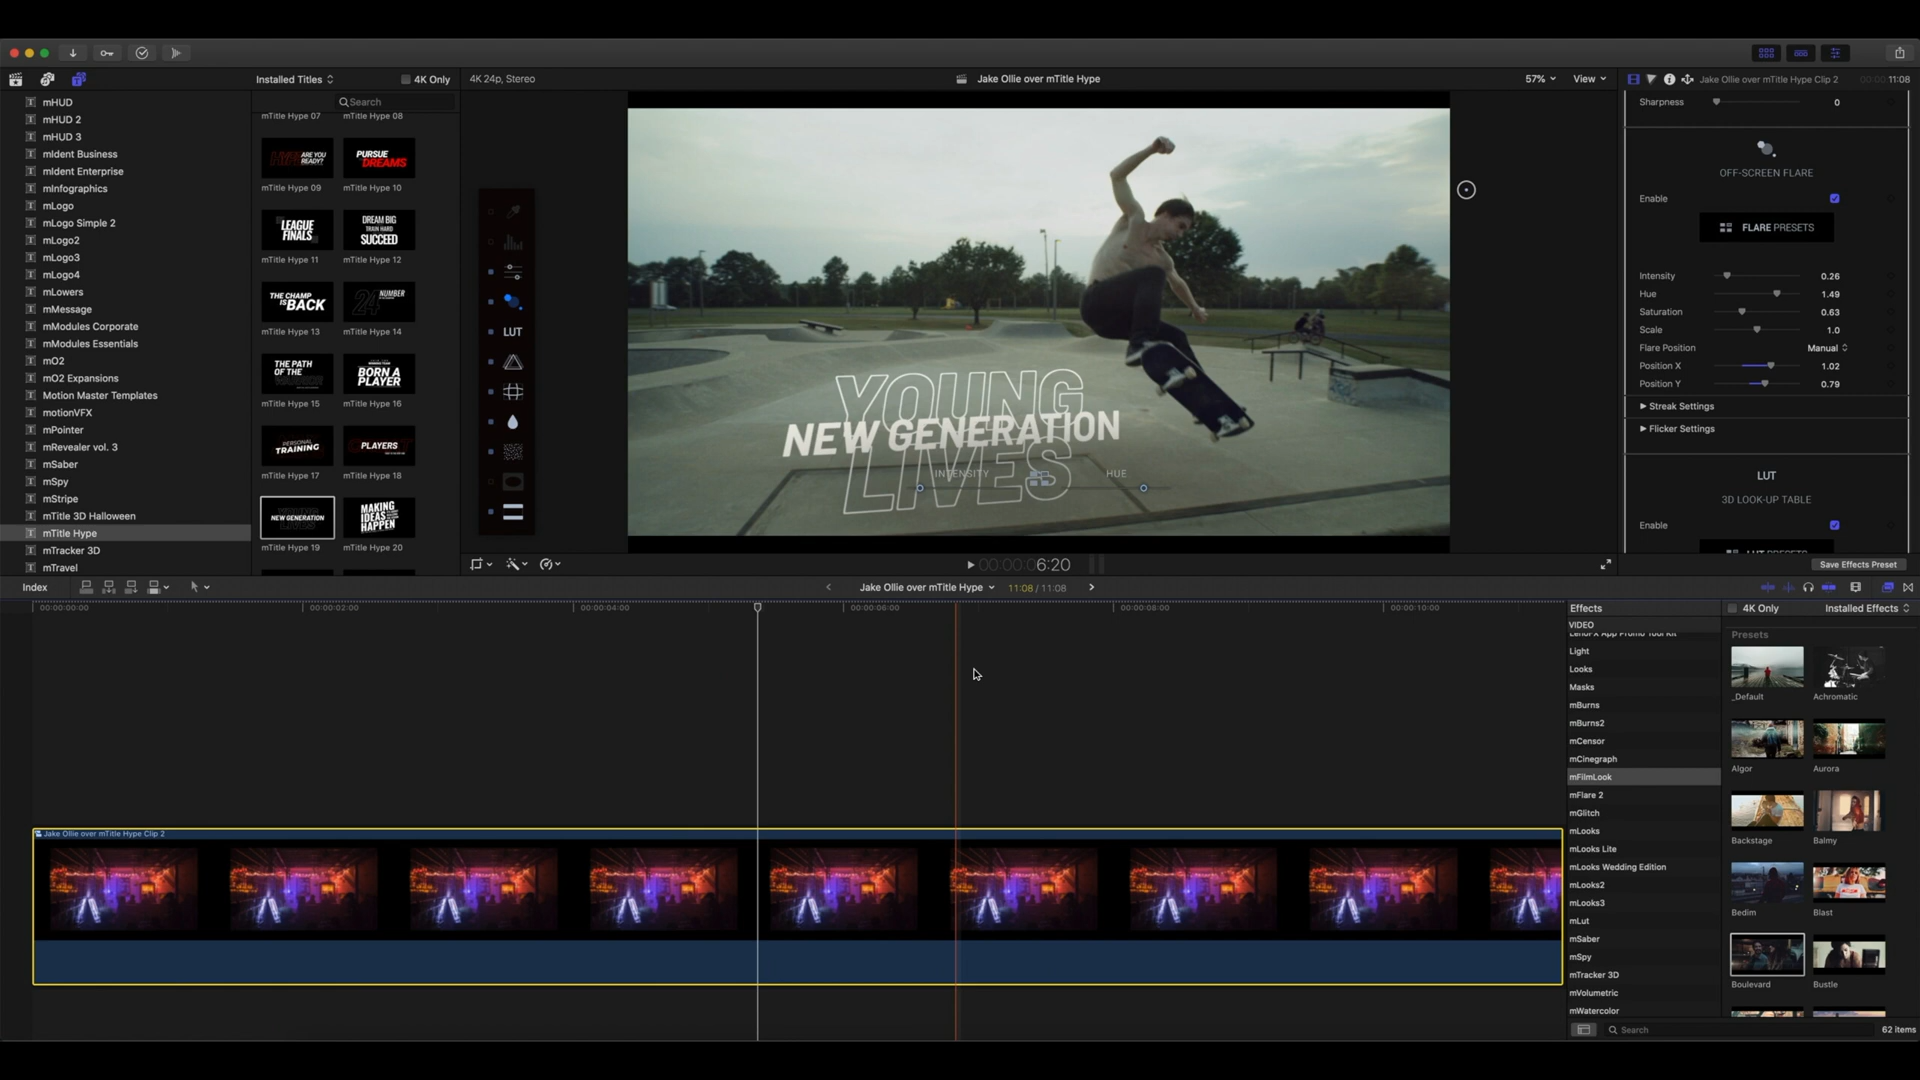 Installed Titles
4K Only
4K 24p, Stereo
Jake Ollie over mTitle Hype
57%
View
Jake Ollie over mTitle Hype Clip 2
11:08
mHUD
mHUD 2
mHUD 3
mIdent Business
mIdent Enterprise
mInfographics
mLogo
mLogo Simple 2
mLogo2
mLogo3
mLogo4
mLowers
mMessage
mModules Corporate
mModules Essentials
mO2
mO2 Expansions
Motion Master Templates
motionVFX
mPointer
mRevealer vol. 3
mSaber
mSpy
mStripe
mTitle 3D Halloween
mTitle Hype
mTracker 3D
mTravel
Search
mTitle Hype 07
mTitle Hype 08
ARE YOU
READY?
PURSUE
DREAMS
mTitle Hype 09
mTitle Hype 10
LEAGUE
FINALS
DREAM BIG
TRAIN HARD
SUCCEED
mTitle Hype 11
mTitle Hype 12
THE CHAMP
IS BACK
24 NUMBER
mTitle Hype 13
mTitle Hype 14
THE PATH
OF THE
WARRIOR
BORN A
PLAYER
mTitle Hype 15
mTitle Hype 16
PERSONAL
TRAINING
PLAYERS
mTitle Hype 17
mTitle Hype 18
NEW GENERATION
MAKING
IDEAS
HAPPEN
mTitle Hype 19
mTitle Hype 20
LUT
YOUNG
NEW GENERATION
LIVES
INTENSITY
HUE
Sharpness
0
OFF-SCREEN FLARE
Enable
FLARE PRESETS
Intensity
0.26
Hue
1.49
Saturation
0.63
Scale
1.0
Flare Position
Manual
Position X
1.02
Position Y
0.79
Streak Settings
Flicker Settings
LUT
3D LOOK-UP TABLE
Enable
Save Effects Preset
00:00:06:20
Index
Jake Ollie over mTitle Hype
11:08 / 11:08
00:00:00:00
00:00:02:00
00:00:04:00
00:00:06:00
00:00:08:00
00:00:10:00
Jake Ollie over mTitle Hype Clip 2
Effects
4K Only
Installed Effects
VIDEO
LenoFX App Promo Tool Kit
Light
Looks
Masks
mBurns
mBurns2
mCensor
mCinegraph
mFilmLook
mFlare 2
mGlitch
mLooks
mLooks Lite
mLooks Wedding Edition
mLooks2
mLooks3
mLut
mSaber
mSpy
mTracker 3D
mVolumetric
mWatercolor
Presets
_Default
Achromatic
Algor
Aurora
Backstage
Balmy
Bedim
Blast
Boulevard
Bustle
Search
62 items